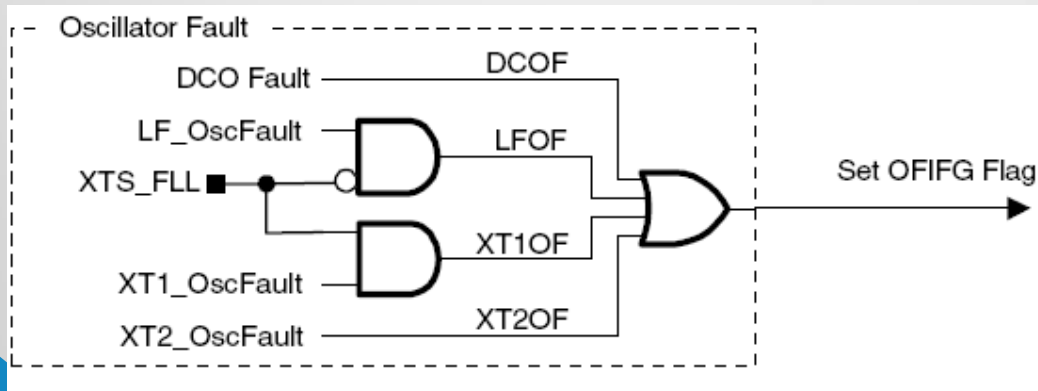 Oscillator Fault
DCO Fault
DCOF
LF_OscFault
LFOF
XTS_FLL
Set OFIFG Flag
XT1OF
XT1_OscFault
XT2_OscFault
XT2OF